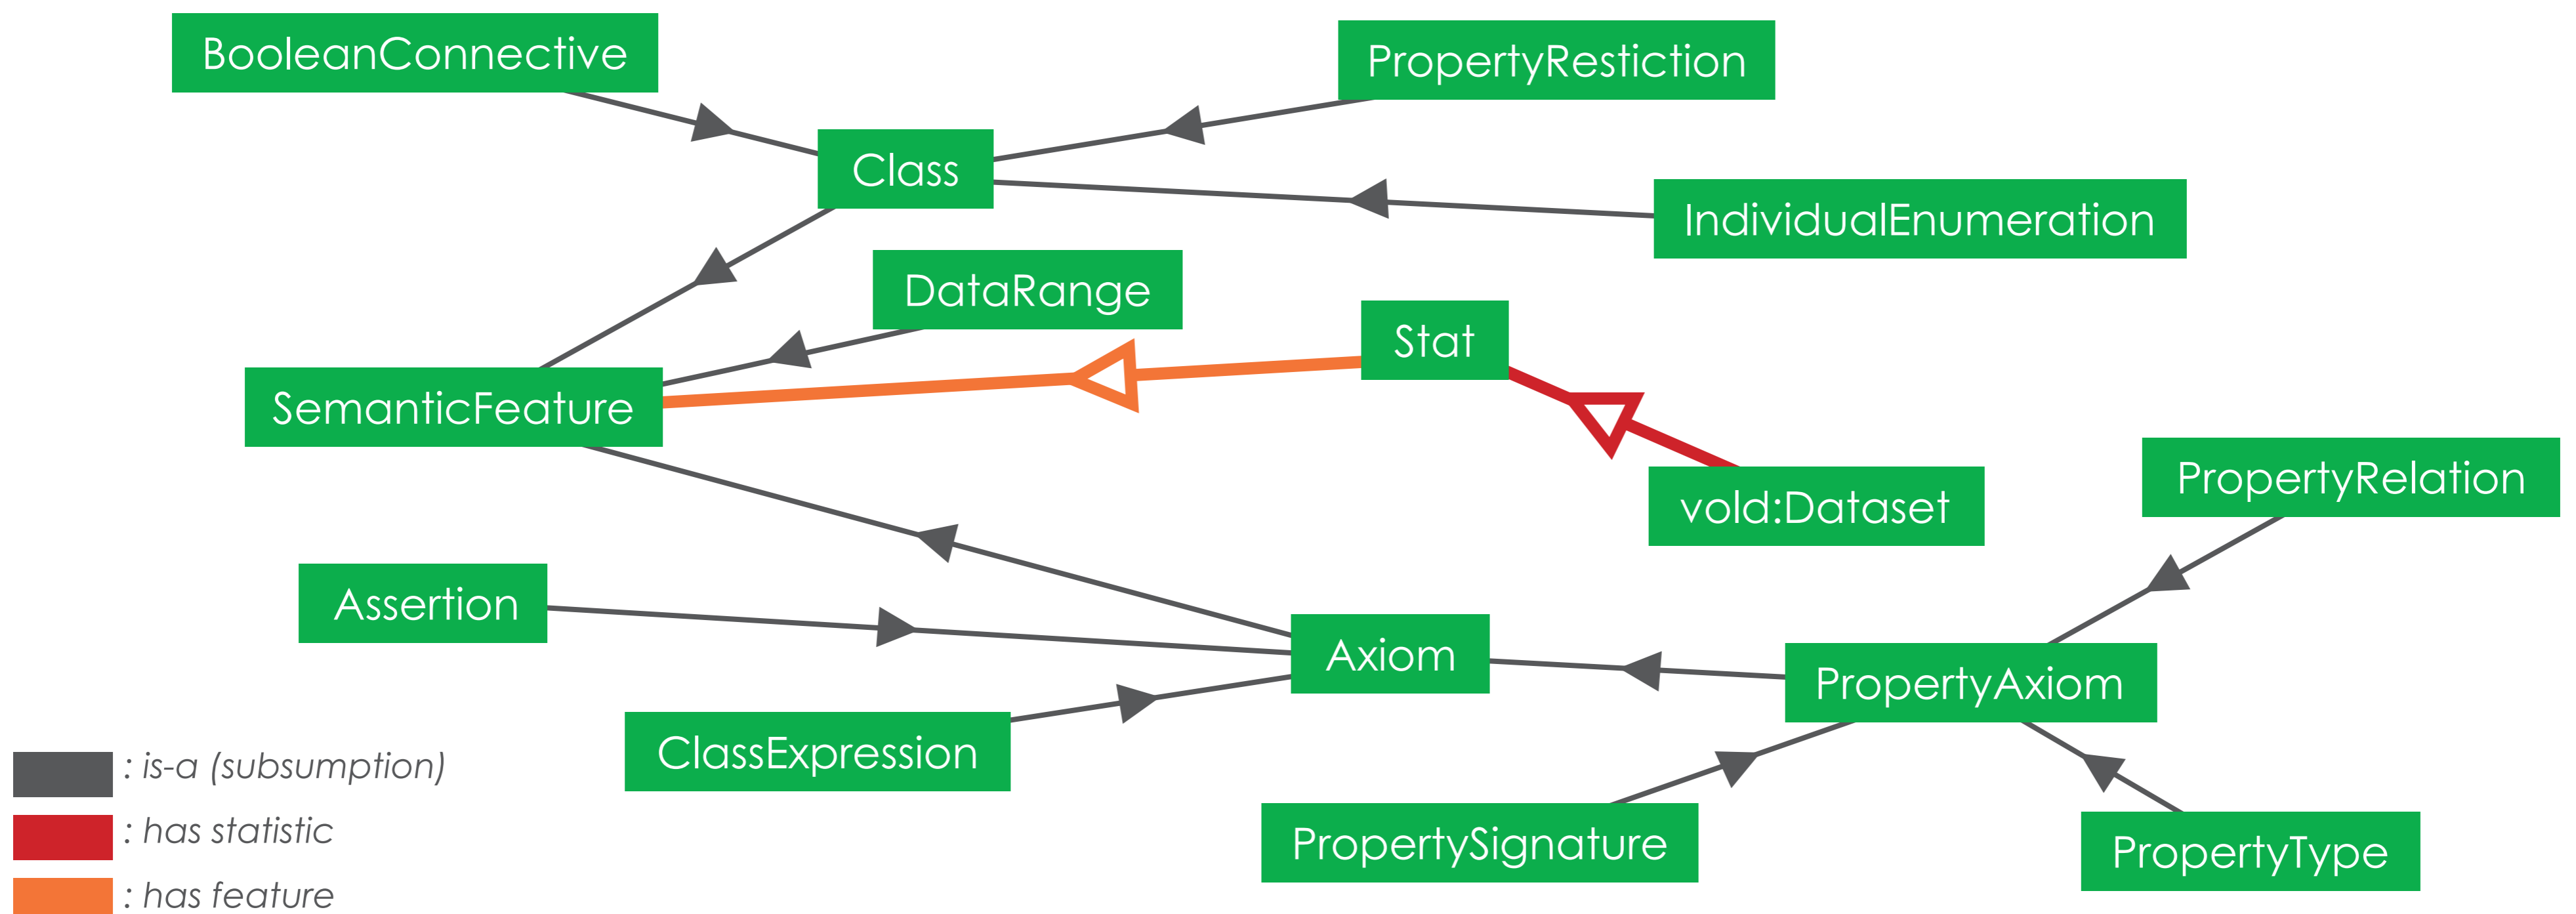 BooleanConnective
PropertyRestiction
Class
IndividualEnumeration
DataRange
Stat
SemanticFeature
PropertyRelation
vold:Dataset
Assertion
Axiom
PropertyAxiom
ClassExpression
: is-a (subsumption)
: has statistic
PropertySignature
PropertyType
: has feature